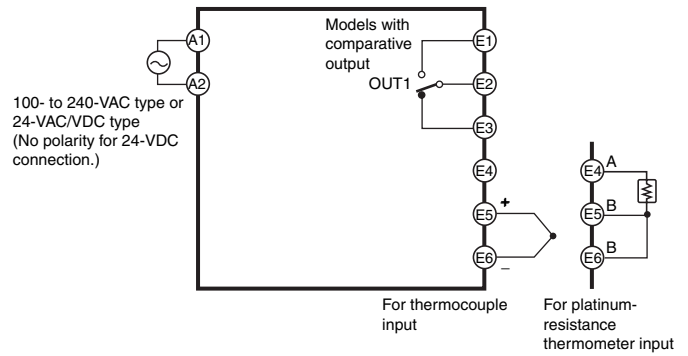 Models with
comparative
output
OUT1
A1
A2
100- to 240-VAC type or
24-VAC/VDC type
(No polarity for 24-VDC
connection.)
E1
E2
E3
E4
E5
+
E6
–
For thermocouple
input
E4
A
E5
B
E6
B
For platinum-
resistance
thermometer input